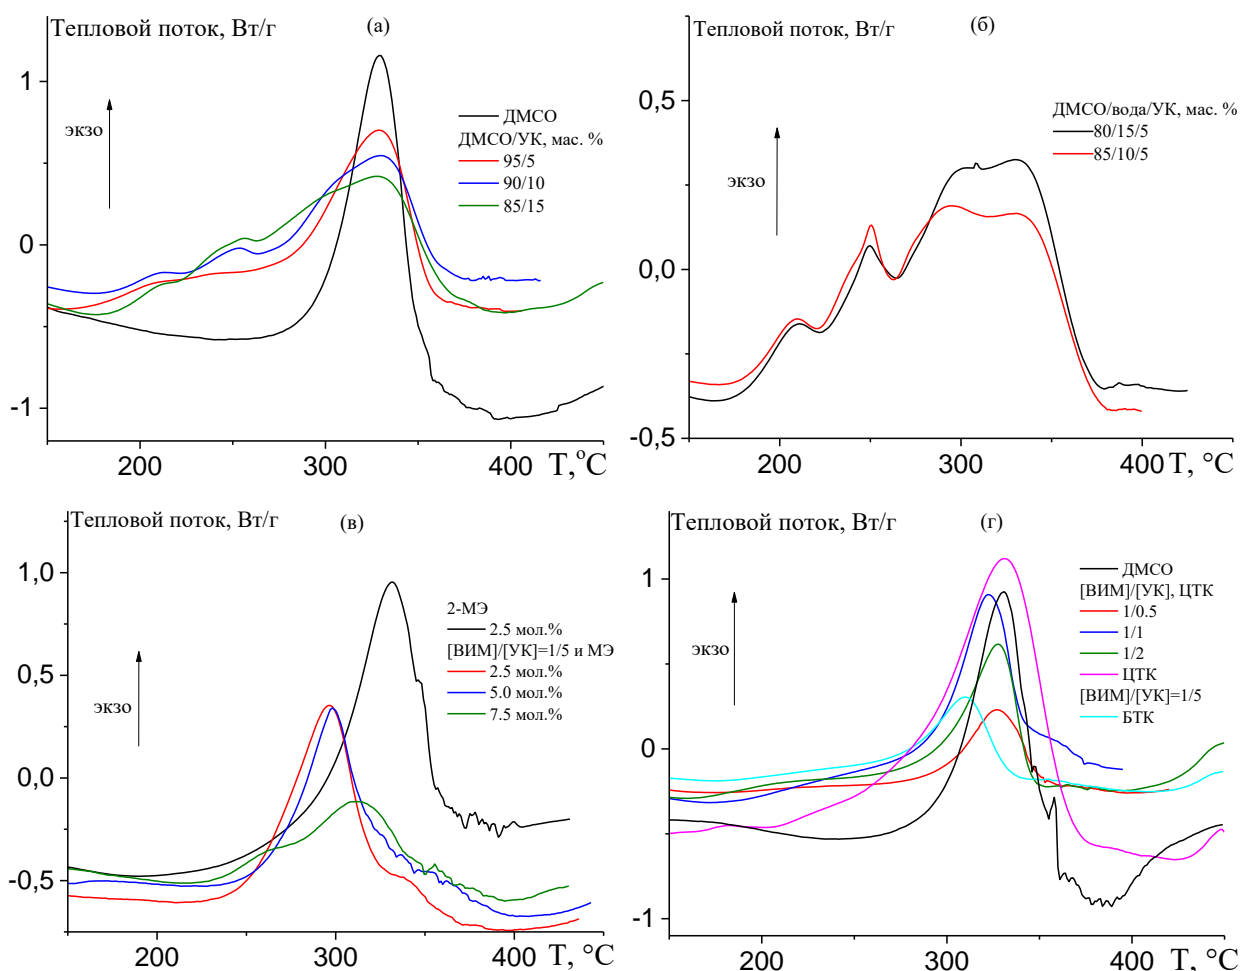 Тепловой поток, Вт/г
(а)
1
0
-1
экзо
ДМСО
ДМСО/УК, мас. %
95/5
90/10
85/15
200
300
400
T,°C
Тепловой поток, Вт/г
(б)
0,5
0,0
-0,5
экзо
ДМСО/вода/УК, мас. %
80/15/5
85/10/5
200
300
400
T, °C
Тепловой поток, Вт/г
(в)
1,0
0,5
0,0
-0,5
экзо
2-МЭ
2.5 мол.%
[ВИМ]/[УК]=1/5 и МЭ
2.5 мол.%
5.0 мол.%
7.5 мол.%
200
300
400
T, °C
Тепловой поток, Вт/г
(г)
1
0
-1
экзо
ДМСО
[ВИМ]/[УК], ЦТК
1/0.5
1/1
1/2
ЦТК
[ВИМ]/[УК]=1/5
БТК
200
300
400
T, °C